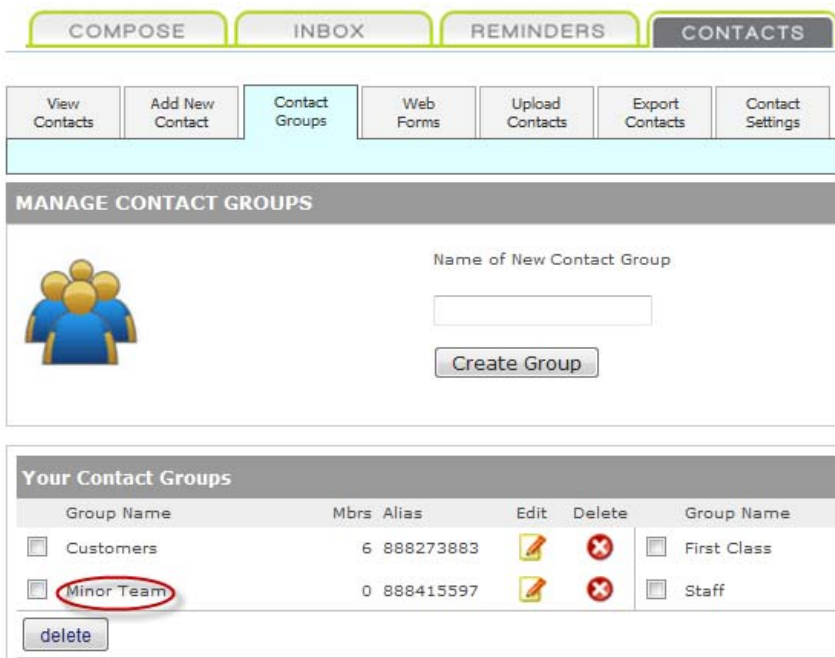 COMPOSE INBOX REMINDERS CONTACTS
View Contacts Add New Contact Contact Groups Web Forms Upload Contacts Export Contacts Contact Settings
MANAGE CONTACT GROUPS
Name of New Contact Group
Create Group
Your Contact Groups
Group Name Mbrs Alias Edit Delete Group Name
Customers 6 888273883 First Class
Minor Team 0 888415597 Staff
delete